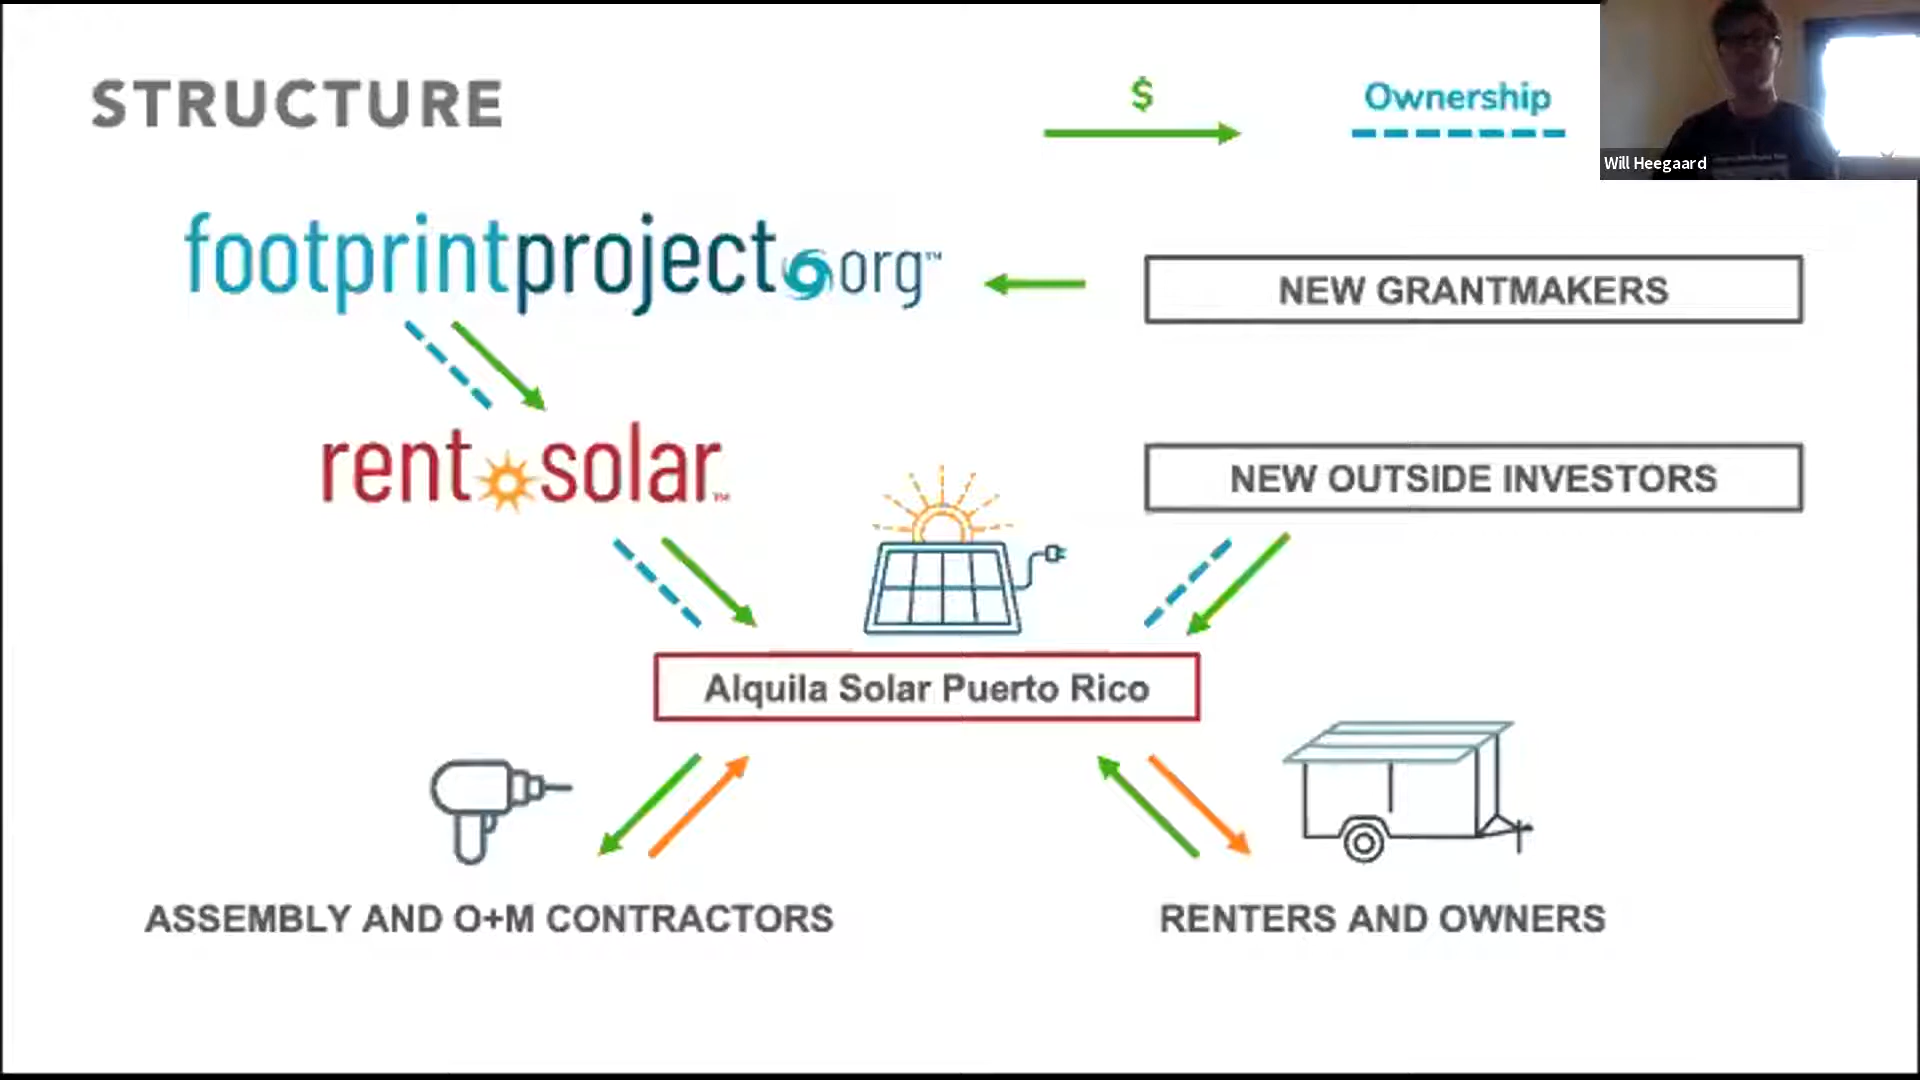 STRUCTURE
$
Ownership
Will Heegaard
footprintproject.org™
NEW GRANTMAKERS
rent solar™
NEW OUTSIDE INVESTORS
Alquila Solar Puerto Rico
ASSEMBLY AND O+M CONTRACTORS
RENTERS AND OWNERS